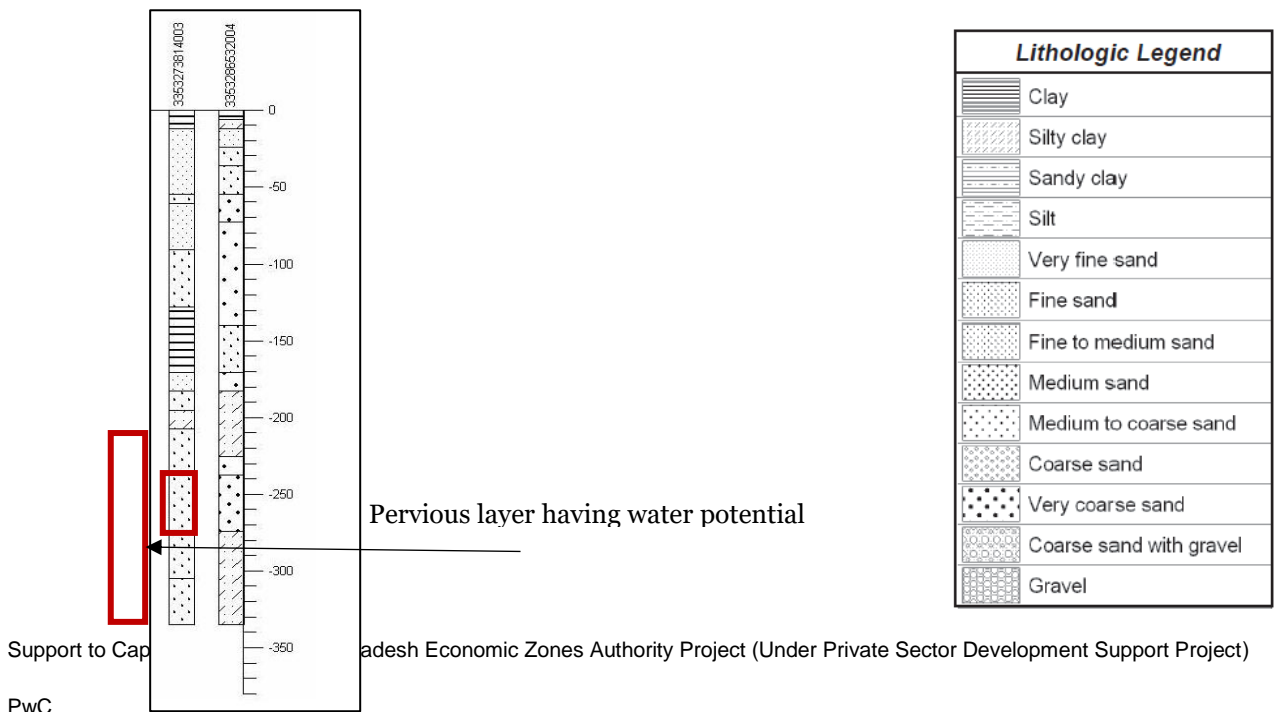 3353273814003
3353286532004
0
-50
-100
-150
-200
-250
-300
-350
Pervious layer having water potential
Lithologic Legend
Clay
Silty clay
Sandy clay
Silt
Very fine sand
Fine sand
Fine to medium sand
Medium sand
Medium to coarse sand
Coarse sand
Very coarse sand
Coarse sand with gravel
Gravel
Support to Cap adesh Economic Zones Authority Project (Under Private Sector Development Support Project)
PwC